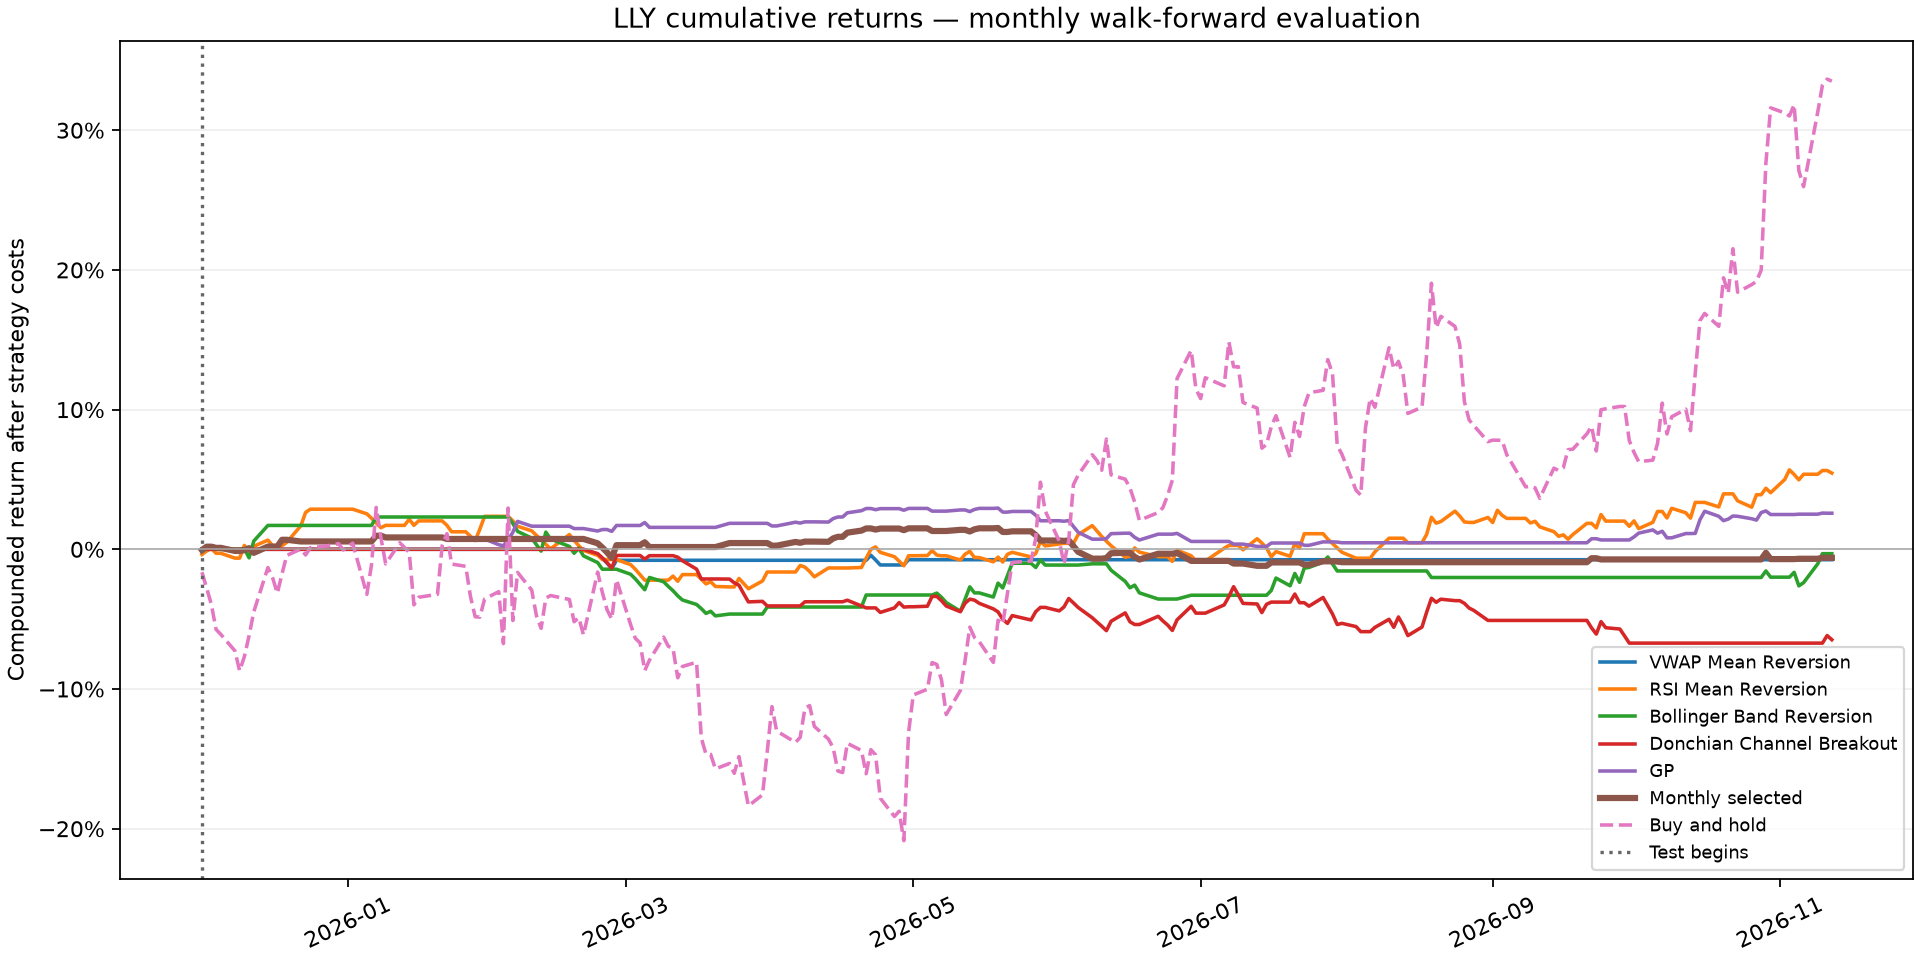 LLY cumulative returns — monthly walk-forward evaluation
Compounded return after strategy costs
30%
20%
10%
0%
−10%
−20%
2026-01
2026-03
2026-05
2026-07
2026-09
2026-11
VWAP Mean Reversion
RSI Mean Reversion
Bollinger Band Reversion
Donchian Channel Breakout
GP
Monthly selected
Buy and hold
Test begins